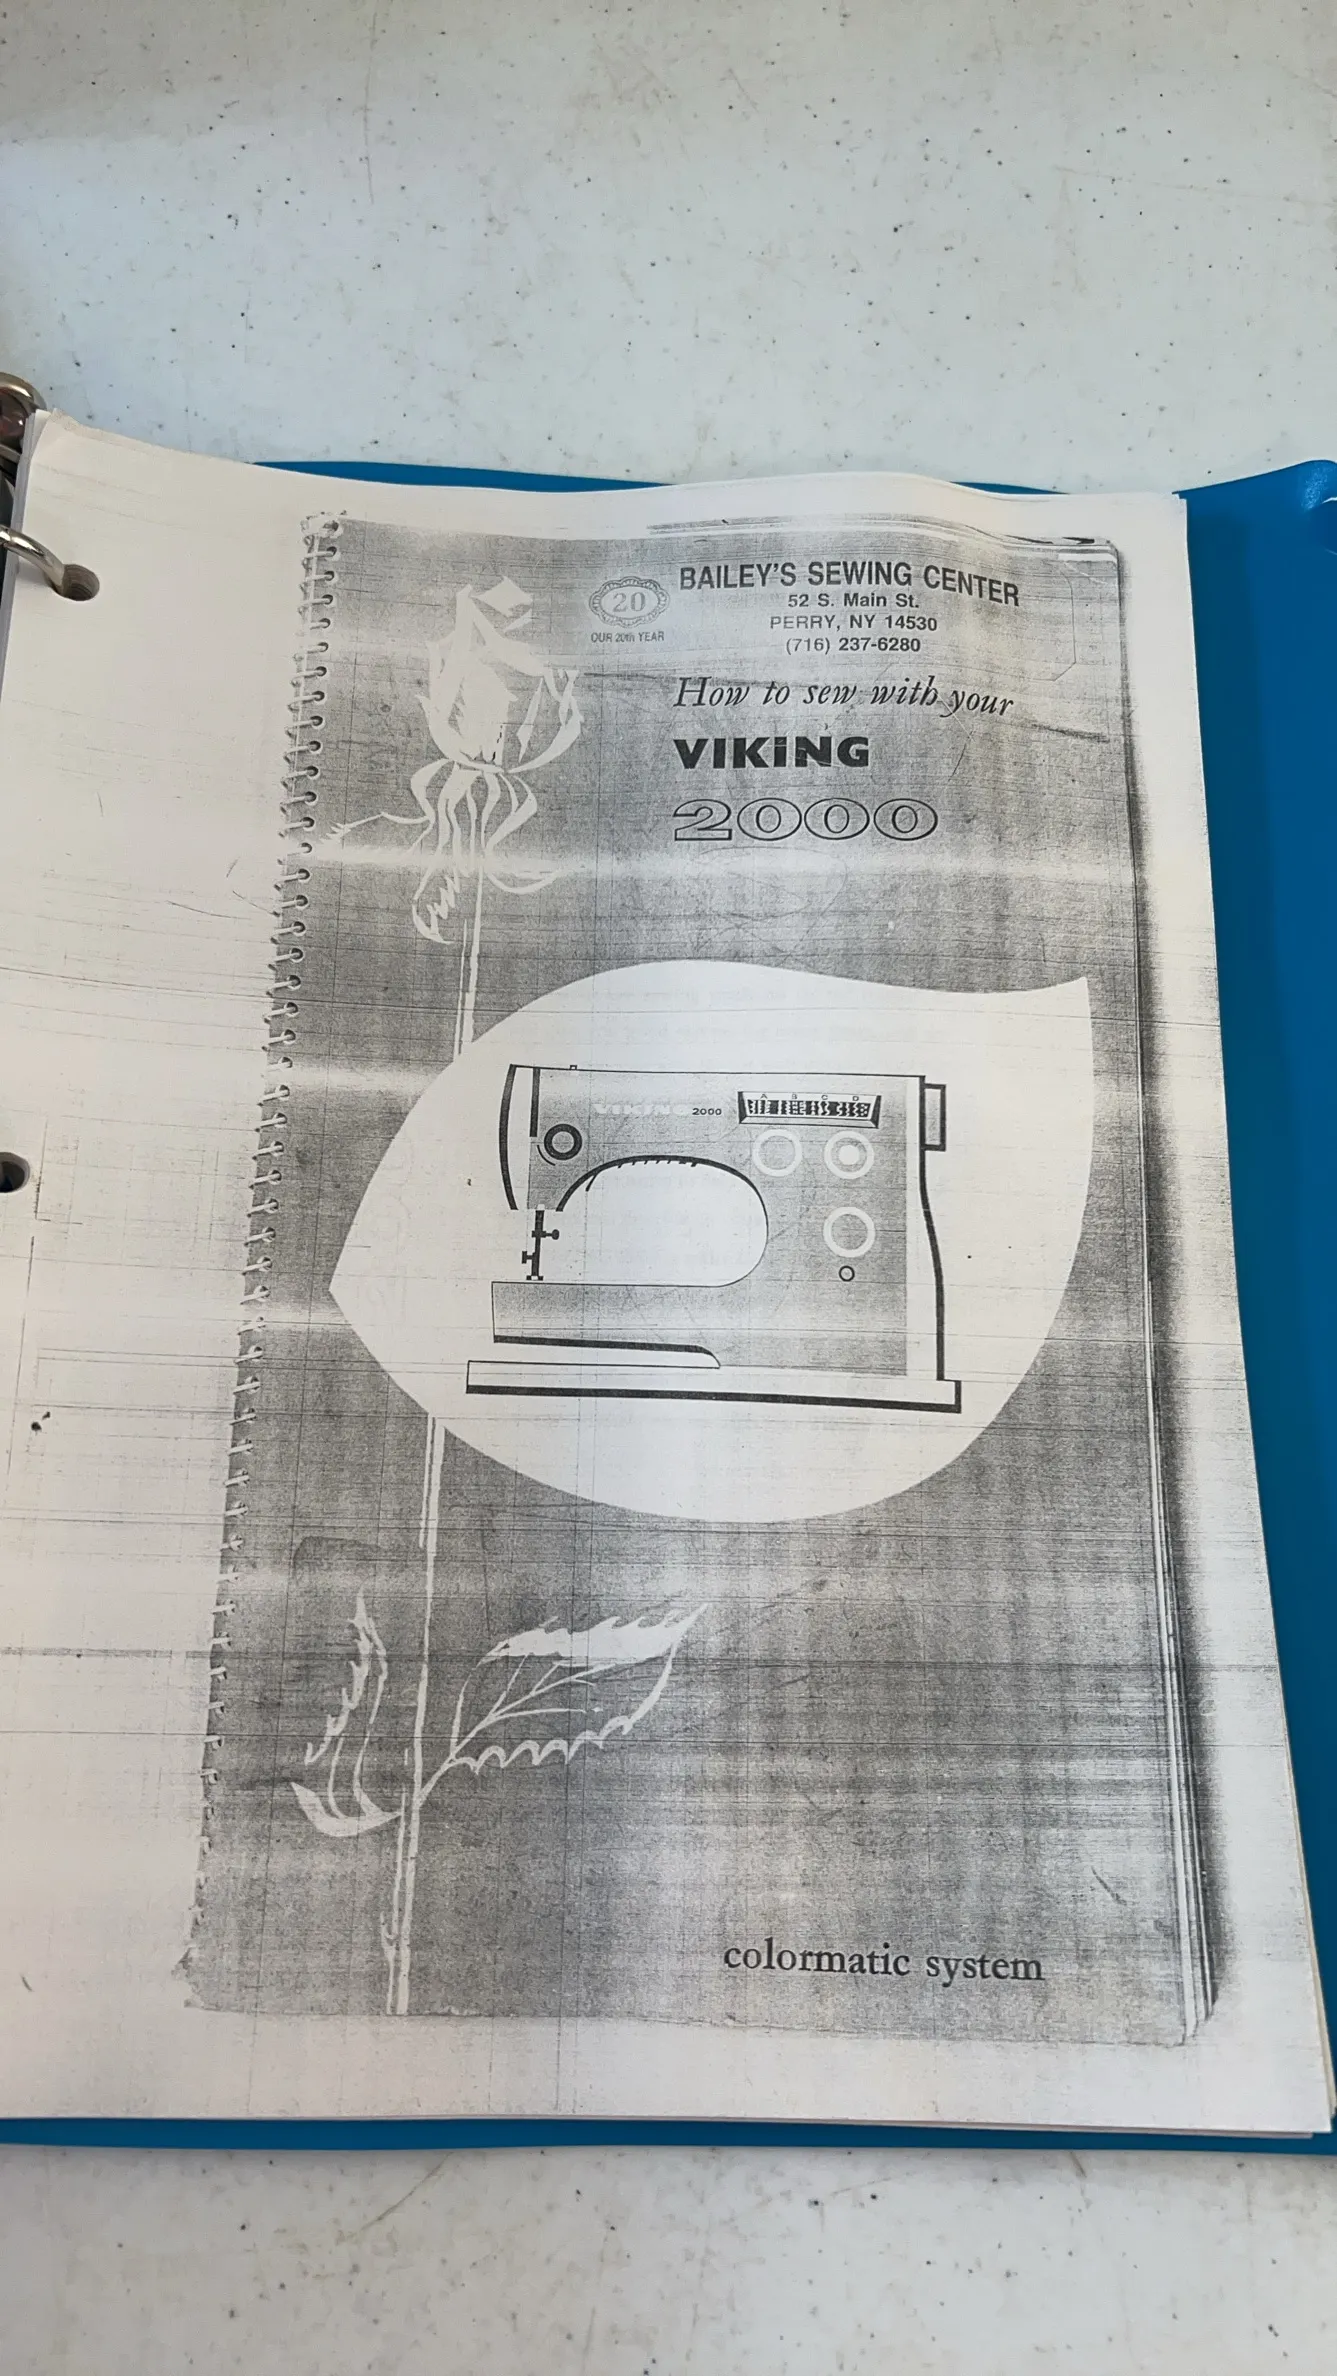 20
OUR 20th YEAR
BAILEY'S SEWING CENTER
52 S. Main St.
PERRY, NY 14530
(716) 237-6280
How to sew with your
VIKING
2000
VIKING 2000
A B C D
colormatic system